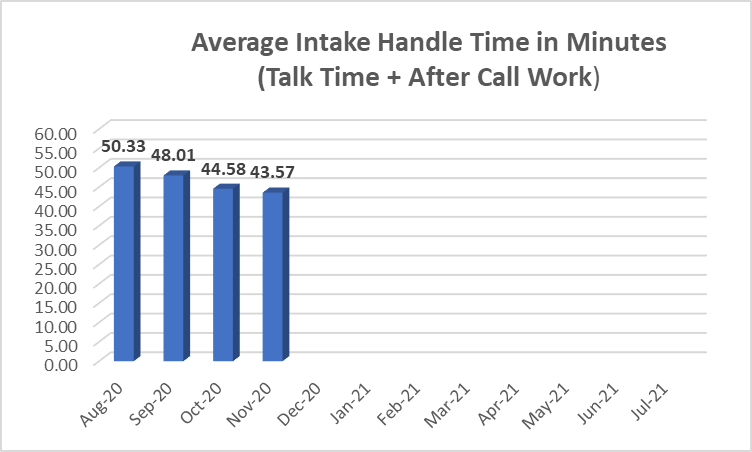 Average Intake Handle Time in Minutes
(Talk Time + After Call Work)
60.00
55.00
50.00
45.00
40.00
35.00
30.00
25.00
20.00
15.00
10.00
5.00
0.00
50.33
48.01
44.58
43.57
Aug-20
Sep-20
Oct-20
Nov-20
Dec-20
Jan-21
Feb-21
Mar-21
Apr-21
May-21
Jun-21
Jul-21